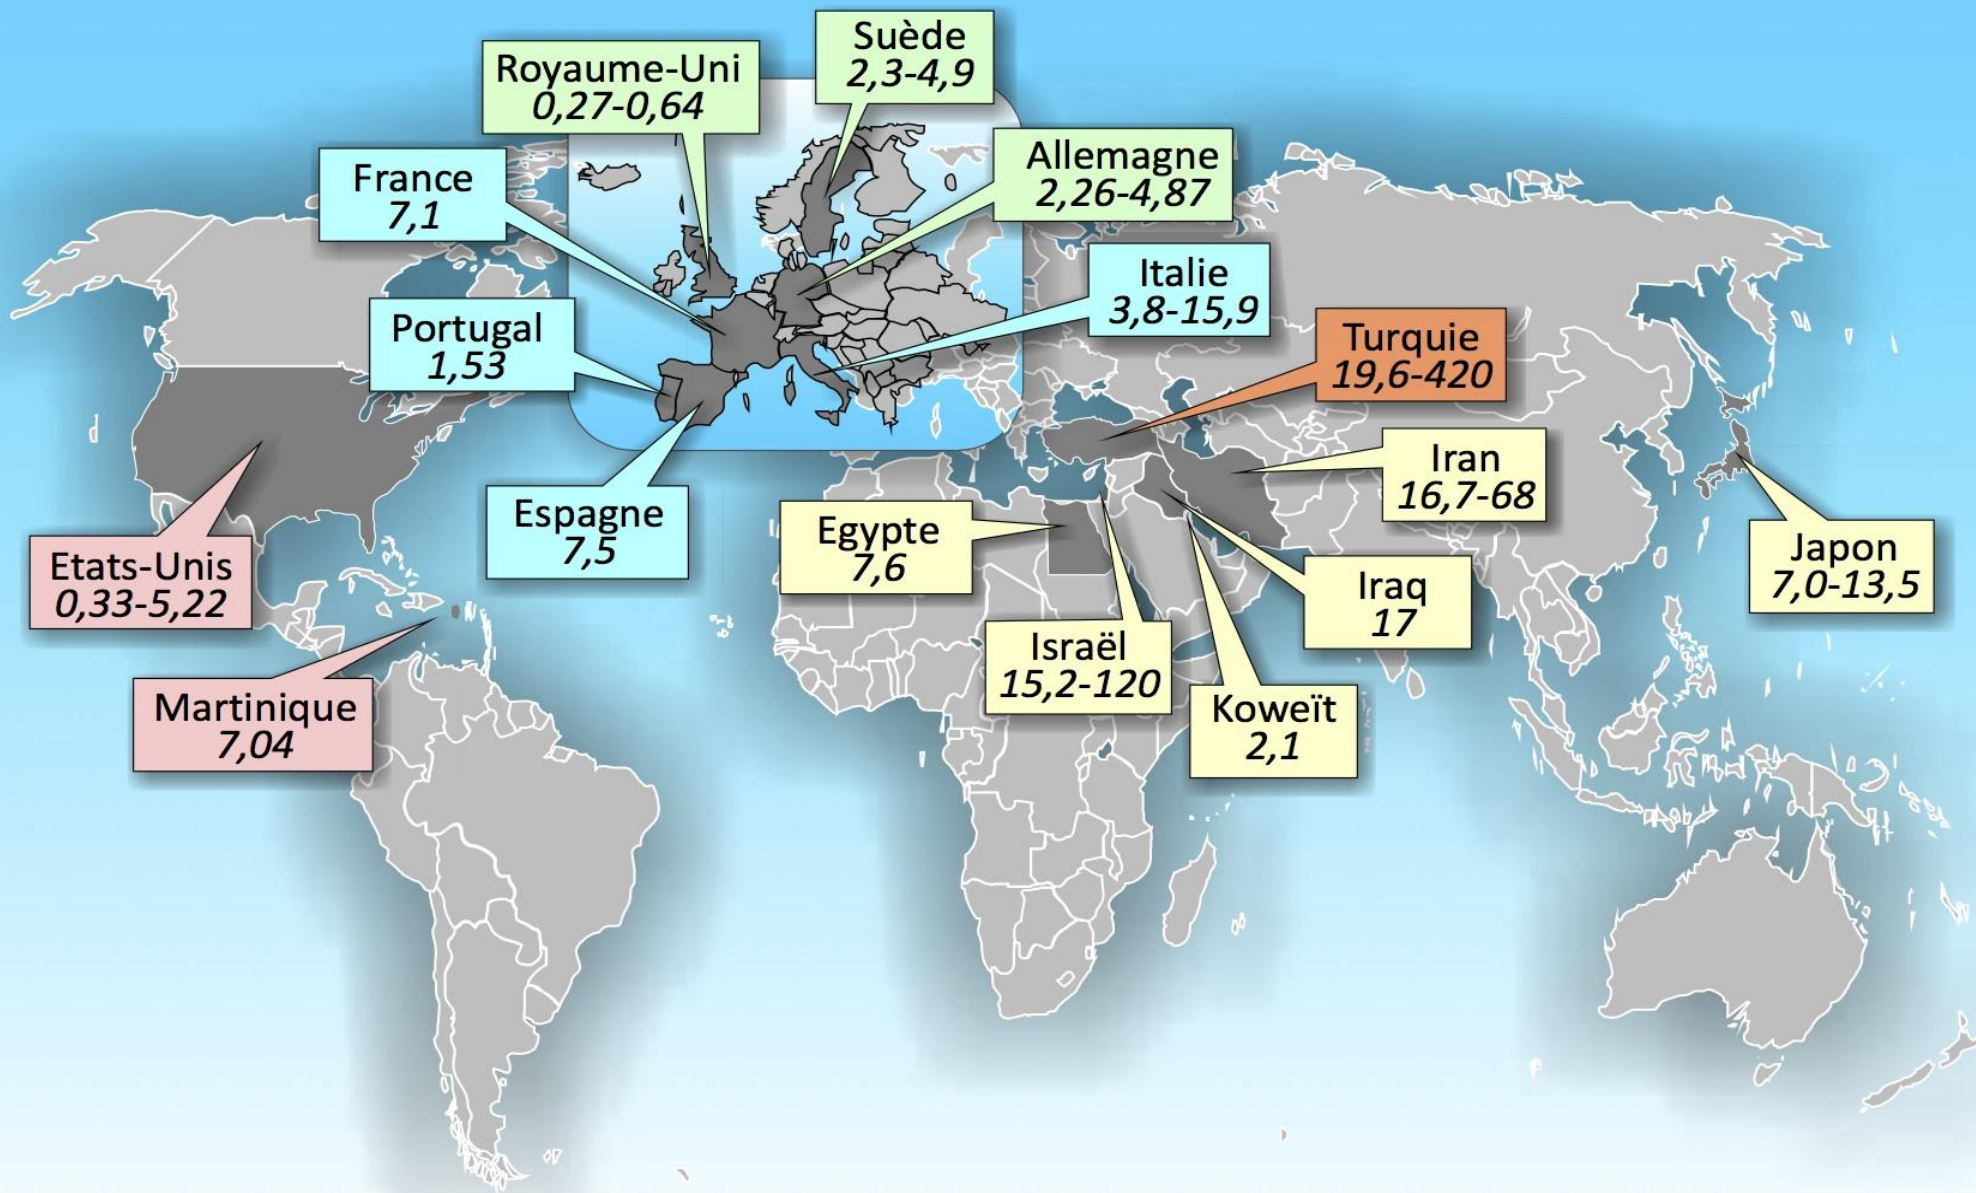 Suède
2,3-4,9
Royaume-Uni
0,27-0,64
Allemagne
2,26-4,87
France
7,1
Italie
3,8-15,9
Portugal
1,53
Turquie
19,6-420
Iran
16,7-68
Espagne
7,5
Egypte
7,6
Japon
7,0-13,5
Etats-Unis
0,33-5,22
Iraq
17
Israël
15,2-120
Koweït
2,1
Martinique
7,04